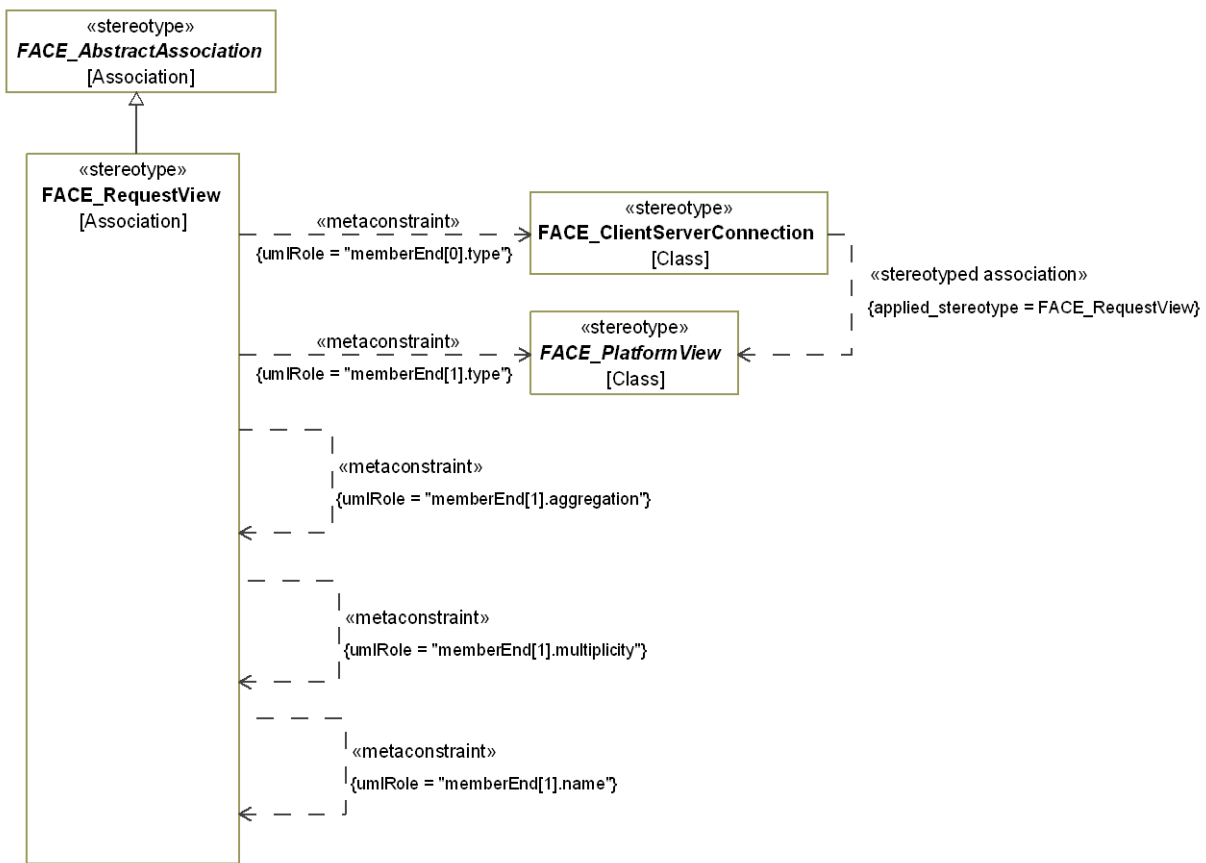 «stereotype»
FACE_AbstractAssociation
[Association]
«stereotype»
FACE_RequestView
[Association]
«metaconstraint»
{umlRole = "memberEnd[0].type"}
«stereotype»
FACE_ClientServerConnection
[Class]
«stereotyped association»
{applied_stereotype = FACE_RequestView}
«metaconstraint»
{umlRole = "memberEnd[1].type"}
«stereotype»
FACE_PlatformView
[Class]
«metaconstraint»
{umlRole = "memberEnd[1].aggregation"}
«metaconstraint»
{umlRole = "memberEnd[1].multiplicity"}
«metaconstraint»
{umlRole = "memberEnd[1].name"}